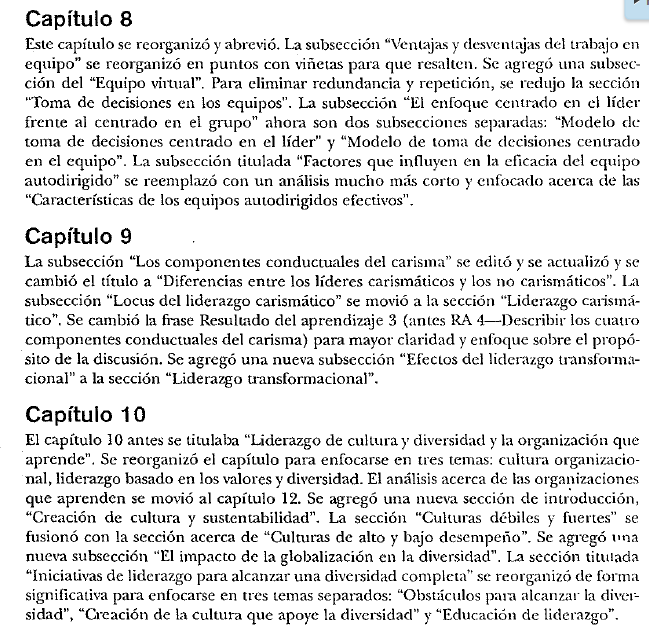 Capítulo 8
Este capítulo se reorganizó y abrevió. La subsección “Ventajas y desventajas del trabajo en
equipo” se reorganizó en puntos con viñetas para que resalten. Se agregó una subsec-
ción del “Equipo virtual”. Para eliminar redundancia y repetición, se redujo la sección
“Toma de decisiones en los equipos”. La subsección “El enfoque centrado en el líder
frente al centrado en el grupo” ahora son dos subsecciones separadas: “Modelo de
toma de decisiones centrado en el líder” y “Modelo de toma de decisiones centrado
en el equipo”. La subsección titulada “Factores que influyen en la eficacia del equipo
autodirigido” se reemplazó con un análisis mucho más corto y enfocado acerca de las
“Características de los equipos autodirigidos efectivos”.
Capítulo 9
La subsección “Los componentes conductuales del carisma” se editó y se actualizó y se
cambió el título a “Diferencias entre los líderes carismáticos y los no carismáticos”. La
subsección “Locus del liderazgo carismático” se movió a la sección “Liderazgo carismá-
tico”. Se cambió la frase Resultado del aprendizaje 3 (antes RA 4—Describir los cuatro
componentes conductuales del carisma) para mayor claridad y enfoque sobre el propó-
sito de la discusión. Se agregó una nueva subsección “Efectos del liderazgo transforma-
cional” a la sección “Liderazgo transformacional”.
Capítulo 10
El capítulo 10 antes se titulaba “Liderazgo de cultura y diversidad y la organización que
aprende”. Se reorganizó el capítulo para enfocarse en tres temas: cultura organizacio-
nal, liderazgo basado en los valores y diversidad. El análisis acerca de las organizaciones
que aprenden se movió al capítulo 12. Se agregó una nueva sección de introducción,
“Creación de cultura y sustentabilidad”. La sección “Culturas débiles y fuertes” se
fusionó con la sección acerca de “Culturas de alto y bajo desempeño”. Se agregó una
nueva subsección “El impacto de la globalización en la diversidad”. La sección titulada
“Iniciativas de liderazgo para alcanzar una diversidad completa” se reorganizó de forma
significativa para enfocarse en tres temas separados: “Obstáculos para alcanzar la diver-
sidad”, “Creación de la cultura que apoye la diversidad” y “Educación de liderazgo”.